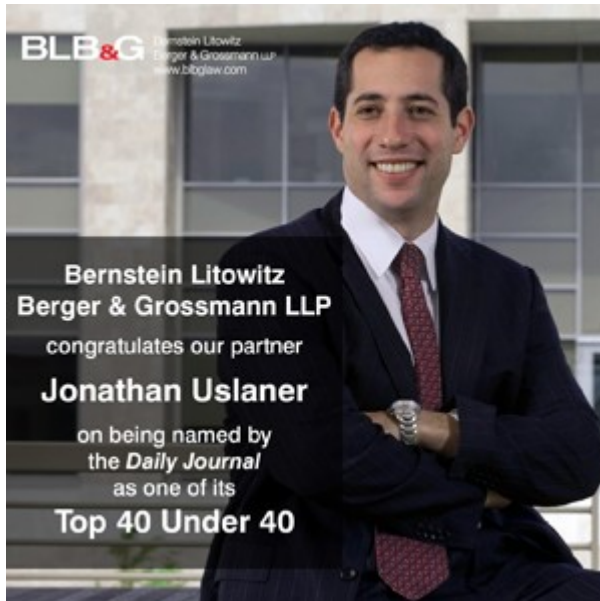 BLB&G
Bernstein Litowitz
Berger & Grossmann LLP
www.blbglaw.com
Bernstein Litowitz
Berger & Grossmann LLP
congratulates our partner
Jonathan Uslaner
on being named by
the Daily Journal
as one of its
Top 40 Under 40